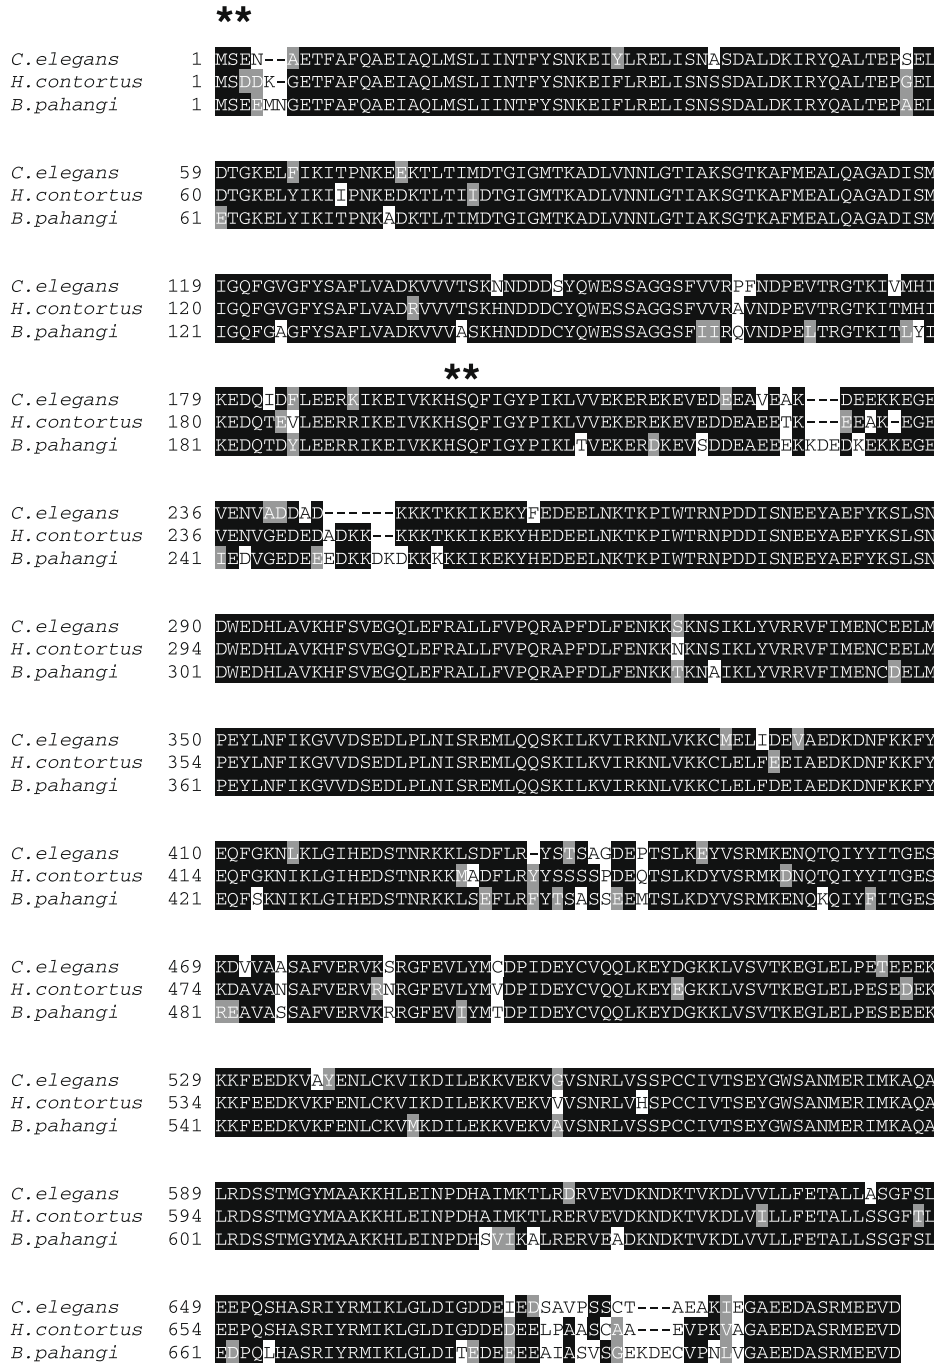 **
C.elegans 1 MSEN--AETFAFQAEIAQLMSLIINTFYSNKEIYLRELISNASDALDKIRYQALTEPSEL
H.contortus 1 MSDDK-GETFAFQAEIAQLMSLIINTFYSNKEIFLRELISNSSDALDKIRYQALTEPGEL
B.pahangi 1 MSEEMNGETFAFQAEIAQLMSLIINTFYSNKEIFLRELISNSSDALDKIRYQALTEPAEL
C.elegans 59 DTGKELFIKITPNKEEKTLTIMDTGIGMTKADLVNNLGTIAKSGTKAFMEALQAGADISM
H.contortus 60 DTGKELYIKIIPNKEDKTLTIIDTGIGMTKADLVNNLGTIAKSGTKAFMEALQAGADISM
B.pahangi 61 ETGKELYIKITPNKADKTLTIMDTGIGMTKADLVNNLGTIAKSGTKAFMEALQAGADISM
C.elegans 119 IGQFGVGFYSAFLVADKVVVTSKNNDDDSYQWESSAGGSFVVRPFNDPEVTRGTKIVMHI
H.contortus 120 IGQFGVGFYSAFLVADRVVVTSKHNDDDCYQWESSAGGSFVVRAVNDPEVTRGTKITMHI
B.pahangi 121 IGQFGAGFYSAFLVADKVVVASKHNDDDCYQWESSAGGSFIIRQVNDPELTRGTKITLYI
**
C.elegans 179 KEDQIDFLEERKIKEIVKKHSQFIGYPIKLVVEKEREKEVEDEEAVEAK---DEEKKEGE
H.contortus 180 KEDQTEVLEERRIKEIVKKHSQFIGYPIKLVVEKEREKEVEDDEAEETK---EEAK-EGE
B.pahangi 181 KEDQTDYLEERRIKEIVKKHSQFIGYPIKLTVEKERDKEVSDDEAEEEKKDEDKEKKEGE
C.elegans 236 VENVADDAD------KKKTKKIKEKYFEDEELNKTKPIWTRNPDDISNEEYAEFYKSLSN
H.contortus 236 VENVGEDEDADKK--KKKTKKIKEKYHEDEELNKTKPIWTRNPDDISNEEYAEFYKSLSN
B.pahangi 241 IEDVGEDEEEDKKDKDKKKKKKIKEKYHEDEELNKTKPIWTRNPDDISNEEYAEFYKSLSN
C.elegans 290 DWEDHLAVKHFSVEGQLEFRALLFVPQRAPFDLFENKKSKNSIKLYVRRVFIMENCEELM
H.contortus 294 DWEDHLAVKHFSVEGQLEFRALLFVPQRAPFDLFENKKNKNSIKLYVRRVFIMENCEELM
B.pahangi 301 DWEDHLAVKHFSVEGQLEFRALLFVPQRAPFDLFENKKTKNAIKLYVRRVFIMENCDELM
C.elegans 350 PEYLNFIKGVVDSEDLPLNISREMLQQSKILKVIRKNLVKKCMELIDEVAEDKDNFKKFY
H.contortus 354 PEYLNFIKGVVDSEDLPLNISREMLQQSKILKVIRKNLVKKCLELFEEIAEDKDNFKKFY
B.pahangi 361 PEYLNFIKGVVDSEDLPLNISREMLQQSKILKVIRKNLVKKCLELFDEIAEDKDNFKKFY
C.elegans 410 EQFGKNLKLGIHEDSTNRKKLSDFLR-YSTSAGDEPTSLKEYVSRMKENQTQIYYITGES
H.contortus 414 EQFGKNIKLGIHEDSTNRKKMADFLRYYSSSSPDEQTSLKDYVSRMKDNQTQIYYITGES
B.pahangi 421 EQFSKNIKLGIHEDSTNRKKLSEFLRFYTSASSEEMTSLKDYVSRMKENQKQIYFITGES
C.elegans 469 KDVVAASAFVERVKSRGFEVLYMCDPIDEYCVQQLKEYDGKKLVSVTKEGLELPETEEEK
H.contortus 474 KDAVANSAFVERVRNRGFEVLYMVDPIDEYCVQQLKEYEGKKLVSVTKEGLELPESEDEK
B.pahangi 481 REAVASSAFVERVKRRGFEVIYMTDPIDEYCVQQLKEYDGKKLVSVTKEGLELPESEEEK
C.elegans 529 KKFEEDKVAYENLCKVIKDILEKKVEKVGVSNRLVSSPCCIVTSEYGWSANMERIMKAQA
H.contortus 534 KKFEEDKVKFENLCKVIKDILEKKVEKVVVSNRLVHSPCCIVTSEYGWSANMERIMKAQA
B.pahangi 541 KKFEEDKVKFENLCKVMKDILEKKVEKVAVSNRLVSSPCCIVTSEYGWSANMERIMKAQA
C.elegans 589 LRDSSTMGYMAAKKHLEINPDHAIMKTLRDRVEVDKNDKTVKDLVVLLFETALLASGFSL
H.contortus 594 LRDSSTMGYMAAKKHLEINPDHAIMKTLRERVEVDKNDKTVKDLVILLFETALLSSGFTL
B.pahangi 601 LRDSSTMGYMAAKKHLEINPDHSVIKALRERVEADKNDKTVKDLVVLLFETALLSSGFSL
C.elegans 649 EEPQSHASRIYRMIKLGLDIGDDEIEDSAVPSSCT---AEAKIEGAEEDASRMEEVD
H.contortus 654 EEPQSHASRIYRMIKLGLDIGDDEDEELPAASCAA---EVPKVAGAEEDASRMEEVD
B.pahangi 661 EDPQLHASRIYRMIKLGLDITEDEEEEAIASVSGEKDECVPNLVGAEEDASRMEEVD